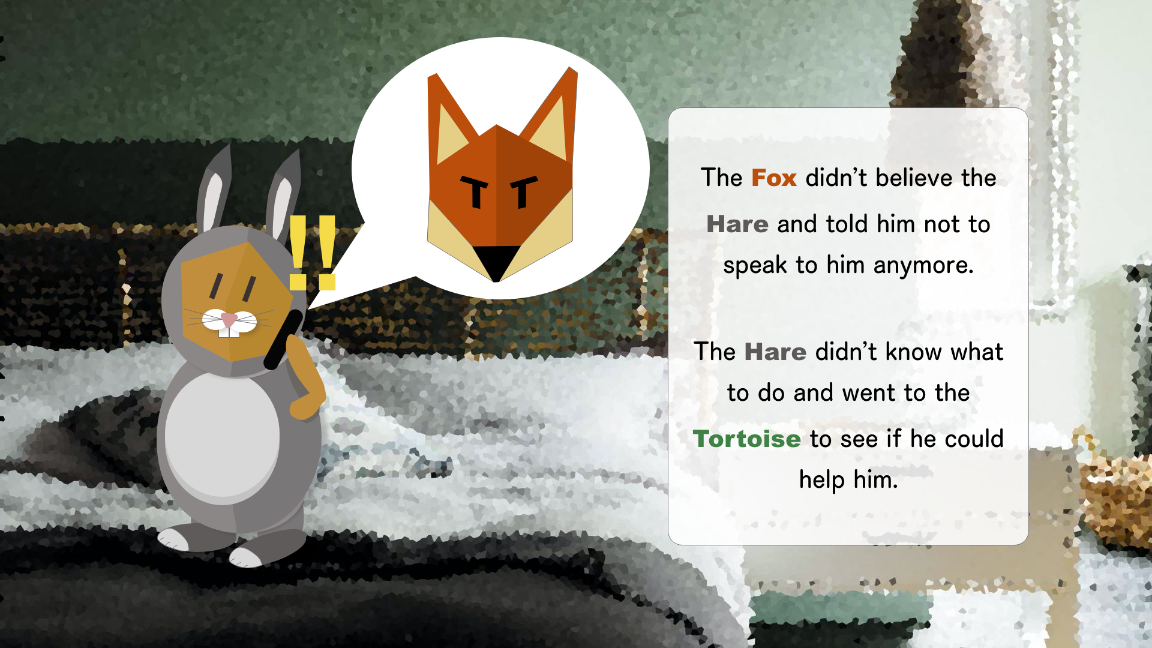 !!
The Fox didn't believe the
Hare and told him not to
speak to him anymore.
The Hare didn't know what
to do and went to the
Tortoise to see if he could
help him.